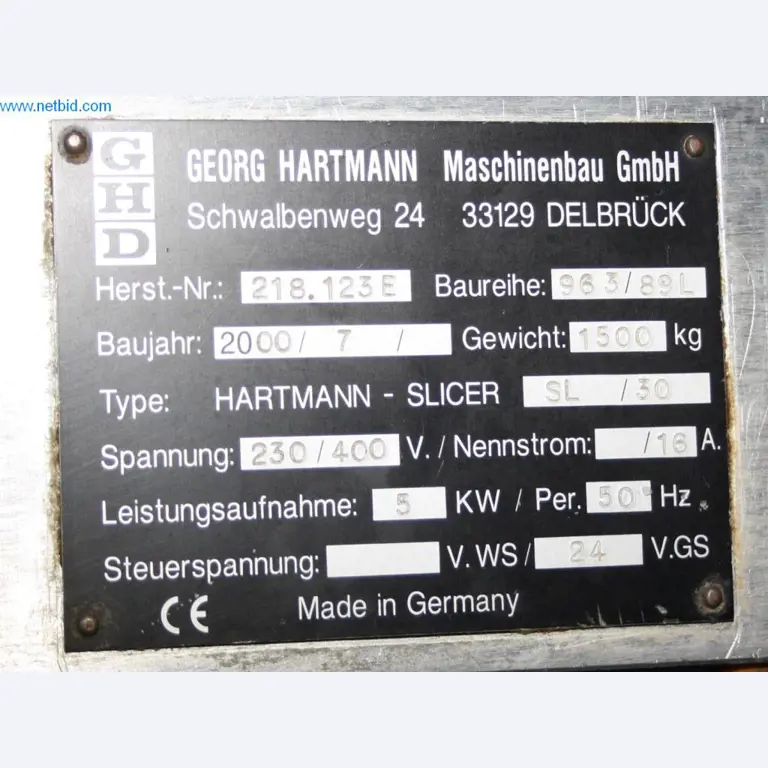 www.netbid.com
GHD
GEORG HARTMANN Maschinenbau GmbH
Schwalbenweg 24 33129 DELBRÜCK
Herst.-Nr.: 218.123E Baureihe: 963/89L
Baujahr: 2000/ 7 / Gewicht: 1500 kg
Type: HARTMANN - SLICER SL /30
Spannung: 230/400 V. / Nennstrom: /16 A.
Leistungsaufnahme: 5 KW / Per. 50 Hz
Steuerspannung: V. WS / 24 V.GS
CE Made in Germany